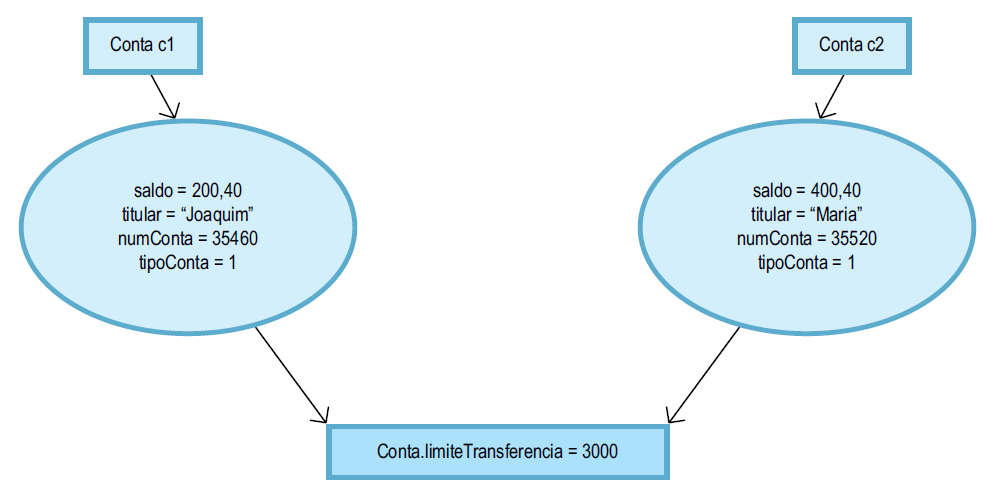 Conta c1
saldo = 200,40
titular = “Joaquim”
numConta = 35460
tipoConta = 1
Conta c2
saldo = 400,40
titular = “Maria”
numConta = 35520
tipoConta = 1
Conta.limiteTransferencia = 3000